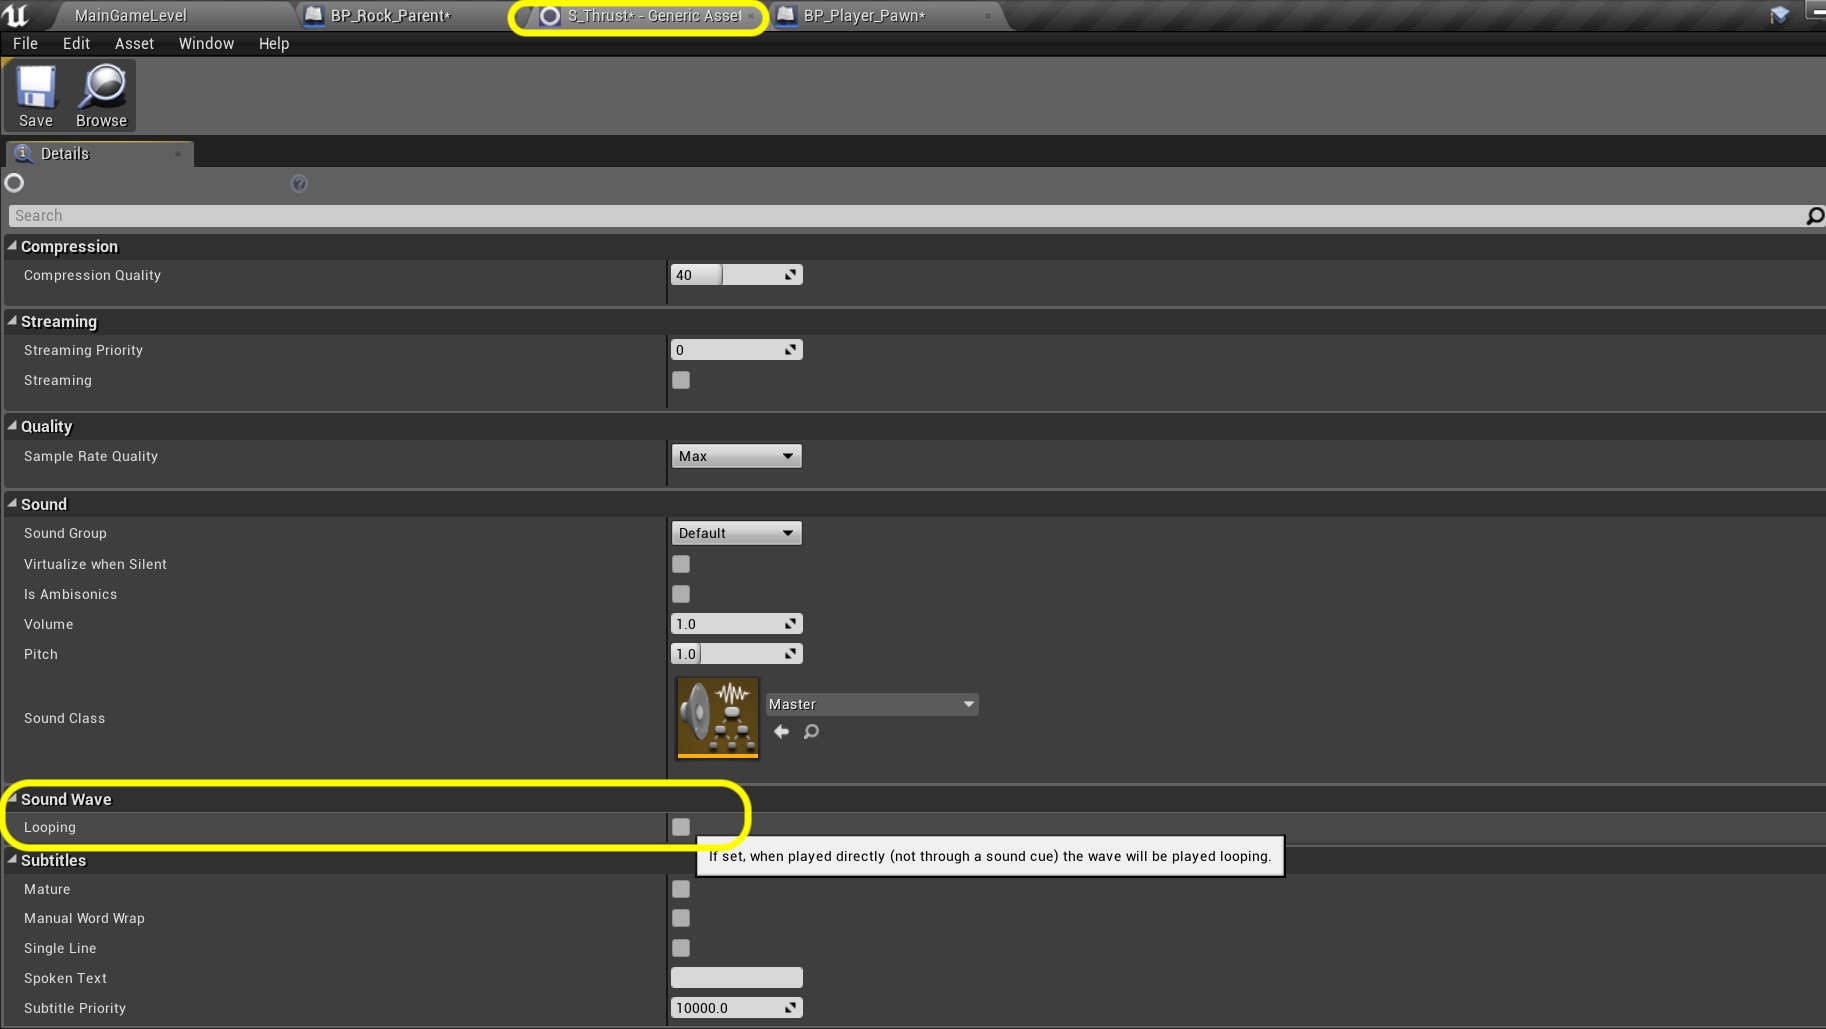 MainGameLevel
BP_Rock_Parent*
S_Thrust* - Generic Asset
BP_Player_Pawn*
File Edit Asset Window Help
Save Browse
Details
Search
Compression
Compression Quality 40
Streaming
Streaming Priority 0
Streaming
Quality
Sample Rate Quality Max
Sound
Sound Group Default
Virtualize when Silent
Is Ambisonics
Volume 1.0
Pitch 1.0
Sound Class Master
Sound Wave
Looping
If set, when played directly (not through a sound cue) the wave will be played looping.
Subtitles
Mature
Manual Word Wrap
Single Line
Spoken Text
Subtitle Priority 10000.0